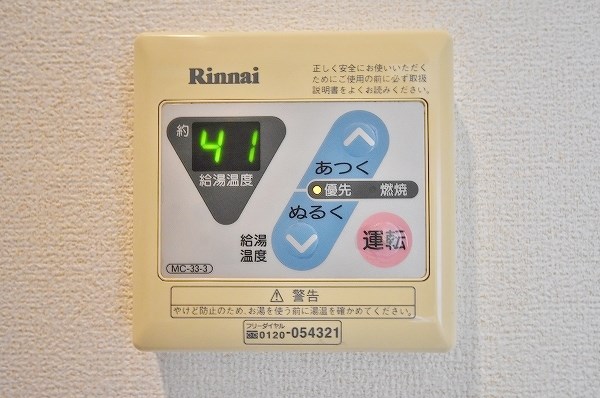 Rinnai
正しく安全にお使いいただく
ためにご使用の前に必ず取扱
説明書をよくお読みください。
約 41
給湯温度
あつく
優先 燃焼
ぬるく
給湯
温度
運転
MC-33-3
⚠ 警告
やけど防止のため、お湯を使う前に湯温を確かめてください。
フリーダイヤル
0120-054321